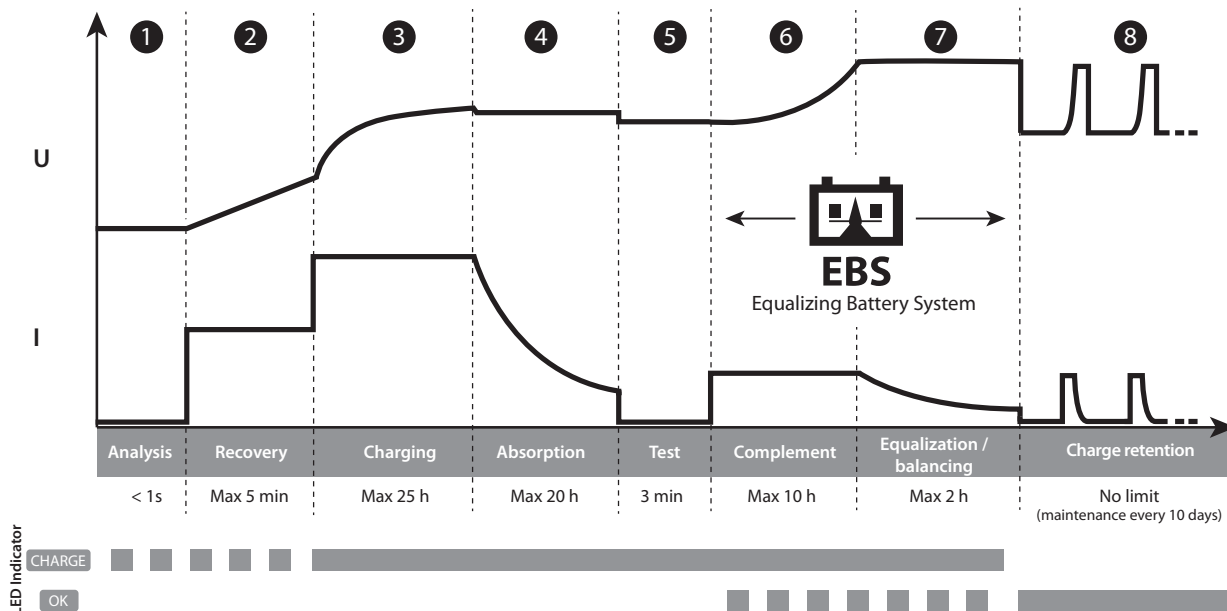 1 2 3 4 5 6 7 8
U
EBS
Equalizing Battery System
I
Analysis Recovery Charging Absorption Test Complement Equalization / balancing Charge retention
< 1s Max 5 min Max 25 h Max 20 h 3 min Max 10 h Max 2 h No limit
(maintenance every 10 days)
LED Indicator
CHARGE
OK